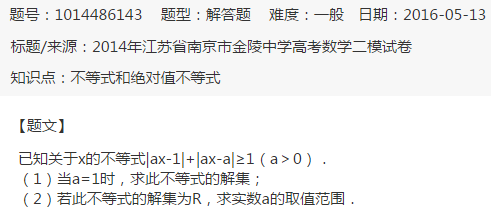 题号：1014486143 题型：解答题 难度：一般 日期：2016-05-13
标题/来源：2014年江苏省南京市金陵中学高考数学二模试卷
知识点：不等式和绝对值不等式
【题文】
已知关于x的不等式|ax-1|+|ax-a|≥1（a＞0）．
（1）当a=1时，求此不等式的解集；
（2）若此不等式的解集为R，求实数a的取值范围．